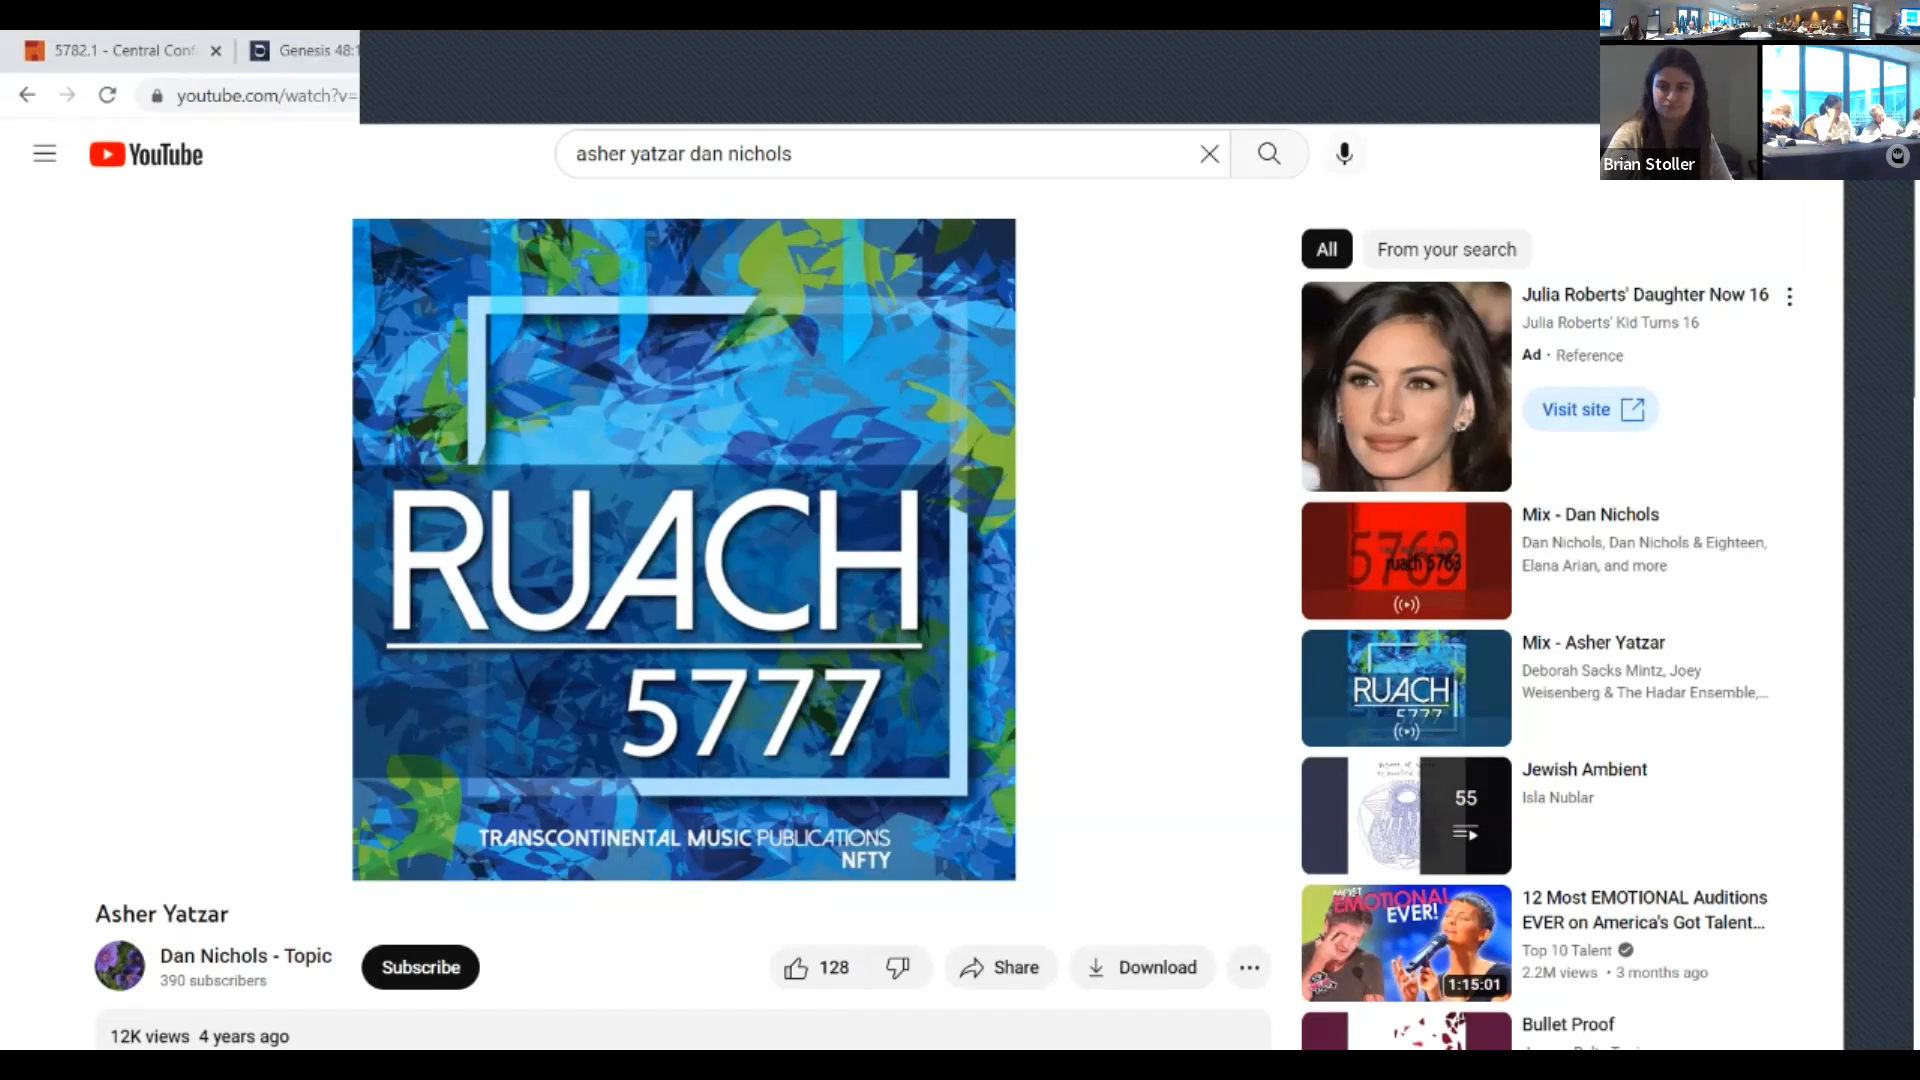 5782.1 - Central Conf
Genesis 48:1
youtube.com/watch?v=
YouTube
asher yatzar dan nichols
Brian Stoller
RUACH
5777
TRANSCONTINENTAL MUSIC PUBLICATIONS
NFTY
Asher Yatzar
Dan Nichols - Topic
390 subscribers
Subscribe
128
Share
Download
12K views 4 years ago
All
From your search
Julia Roberts' Daughter Now 16
Julia Roberts' Kid Turns 16
Ad · Reference
Visit site
5763
ruach 5763
Mix - Dan Nichols
Dan Nichols, Dan Nichols & Eighteen,
Elana Arian, and more
RUACH
5777
Mix - Asher Yatzar
Deborah Sacks Mintz, Joey
Weisenberg & The Hadar Ensemble,...
55
Jewish Ambient
Isla Nublar
MOST
EMOTIONAL
EVER!
1:15:01
12 Most EMOTIONAL Auditions
EVER on America's Got Talent...
Top 10 Talent
2.2M views • 3 months ago
Bullet Proof